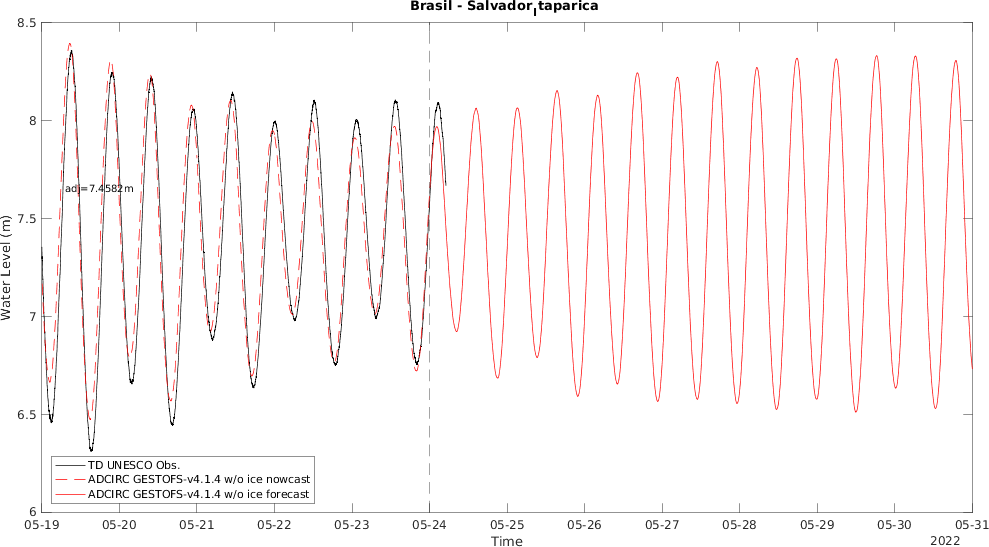 Brasil - Salvador Itaparica
8.5
8
7.5
7
6.5
6
Water Level (m)
adj=7.4582m
TD UNESCO Obs.
ADCIRC GESTOFS-v4.1.4 w/o ice nowcast
ADCIRC GESTOFS-v4.1.4 w/o ice forecast
05-19 05-20 05-21 05-22 05-23 05-24 05-25 05-26 05-27 05-28 05-29 05-30 05-31
Time
2022